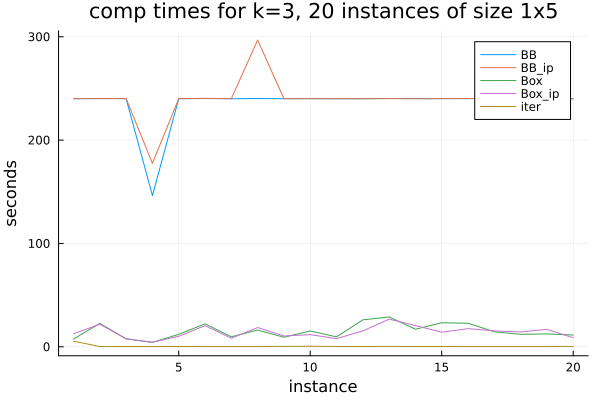 comp times for k=3, 20 instances of size 1x5
300
200
100
0
seconds
BB
BB_ip
Box
Box_ip
iter
5
10
15
20
instance